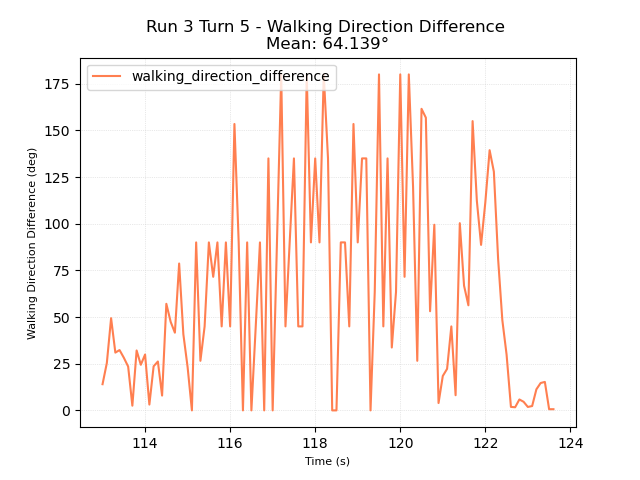 Run 3 Turn 5 - Walking Direction Difference
Mean: 64.139°
walking_direction_difference
175
150
125
100
75
50
25
0
Walking Direction Difference (deg)
114
116
118
120
122
124
Time (s)